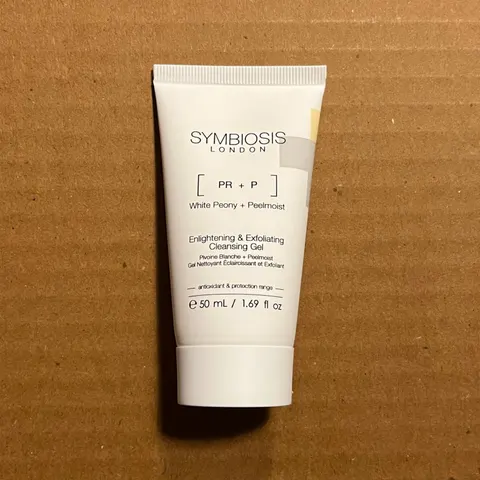 SYMBIOSIS
LONDON
[ PR + P ]
White Peony + Peelmoist
Enlightening & Exfoliating
Cleansing Gel
Pivoine Blanche + Peelmoist
Gel Nettoyant Éclaircissant et Exfoliant
antioxidant & protection range
℮ 50 mL / 1.69 fl oz